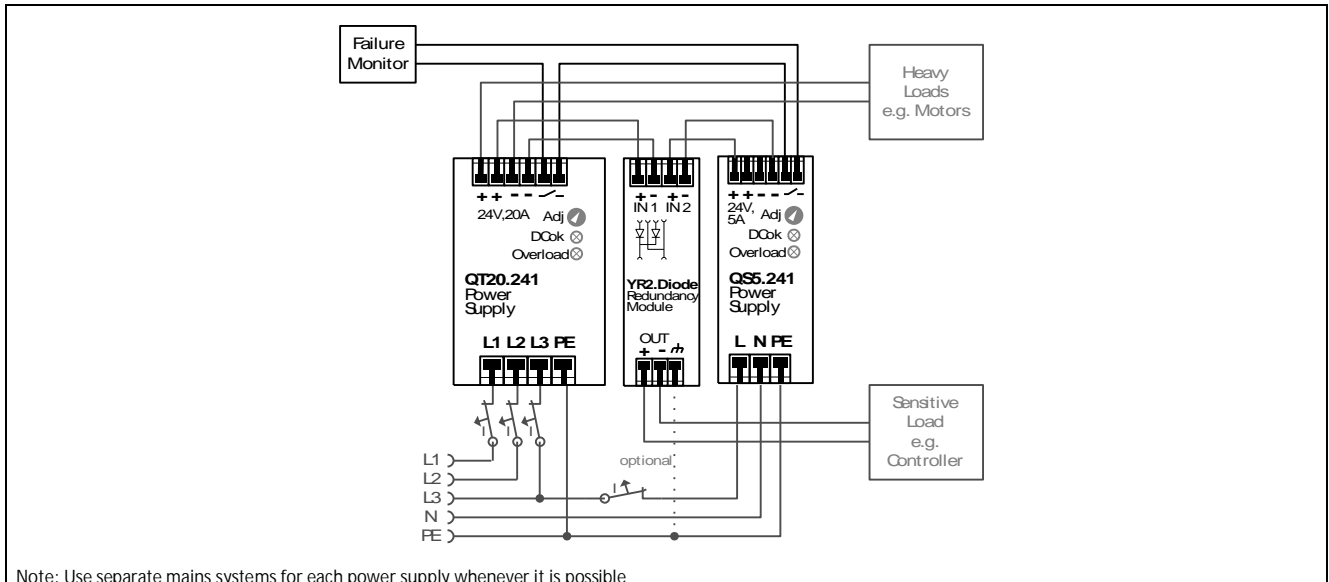 Failure
Monitor
Heavy
Loads
e.g. Motors
+ + - -
24V,20A
Adj
DCok
Overload
QT20.241
Power
Supply
L1 L2 L3 PE
+ - + -
IN 1 IN 2
YR2.Diode
Redundancy
Module
OUT
+ -
+ + - -
24V,
5A
Adj
DCok
Overload
QS5.241
Power
Supply
L N PE
I
I
I
Sensitive
Load
e.g.
Controller
L1
L2
L3
N
PE
optional
I
Note: Use separate mains systems for each power supply whenever it is possible